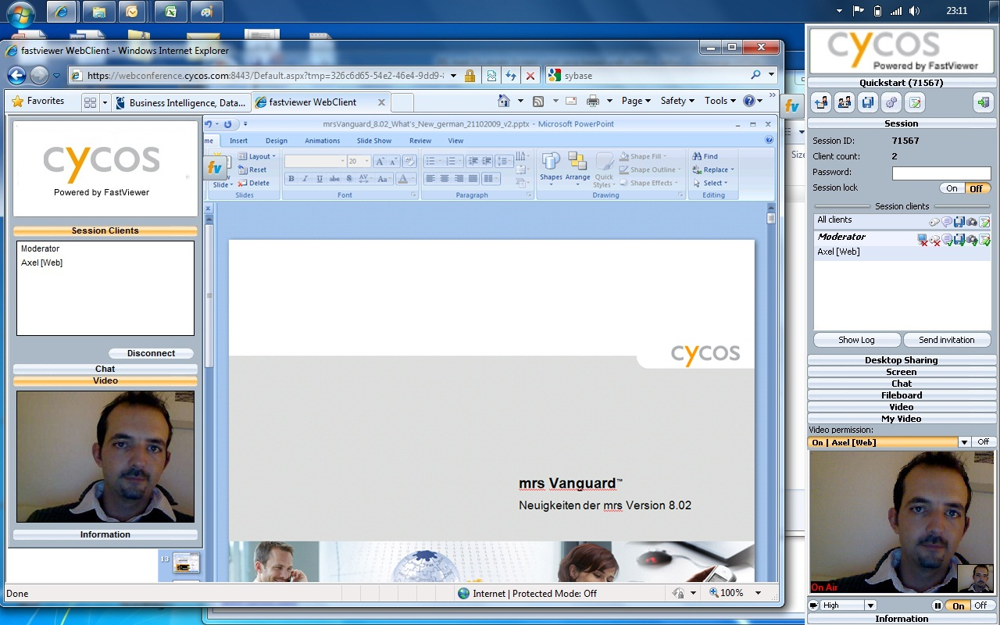 23:11
fastviewer WebClient - Windows Internet Explorer
https://webconference.cycos.com:8443/Default.aspx?tmp=326c6d65-54e2-46e4-9dd9-
sybase
Favorites
Business Intelligence, Data...
fastviewer WebClient
Page
Safety
Tools
cycos
Powered by FastViewer
Session Clients
Moderator
Axel [Web]
Disconnect
Chat
Video
Information
mrsVanguard_8.02_What's_New_german_21102009_v2.pptx - Microsoft PowerPoint
me Insert Design Animations Slide Show Review View
fv
Slide
Layout
Reset
Delete
Slides
20
B I U abc S AV Aa A
Font
Paragraph
Shapes Arrange Quick Styles
Shape Fill
Shape Outline
Shape Effects
Drawing
Find
Replace
Select
Editing
cycos
mrs Vanguard™
Neuigkeiten der mrs Version 8.02
13
Done
Internet | Protected Mode: Off
100%
fv
Size
cycos
Powered by FastViewer
Quickstart (71567)
Session
Session ID: 71567
Client count: 2
Password:
Session lock On Off
Session clients
All clients
Moderator
Axel [Web]
Show Log Send invitation
Desktop Sharing
Screen
Chat
Fileboard
Video
My Video
Video permission:
On | Axel [Web] Off
On Air
High On Off
Information